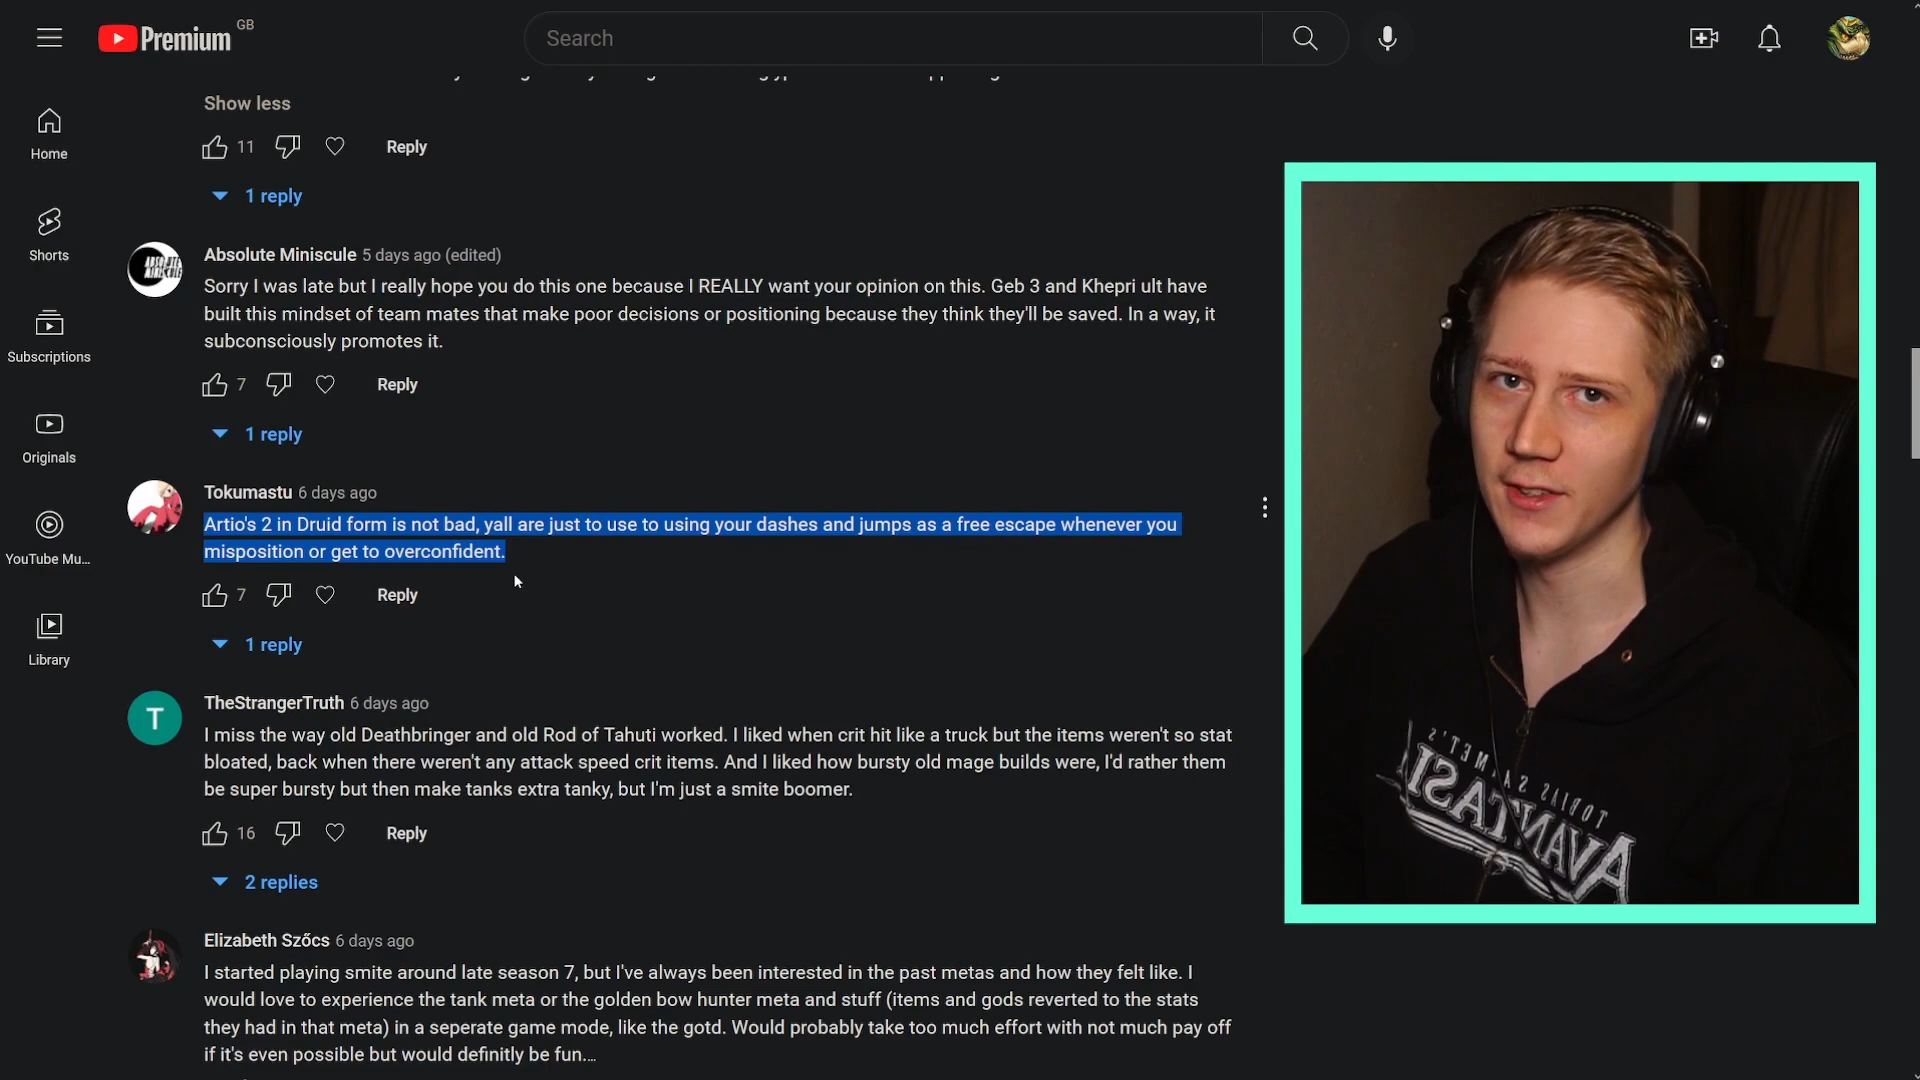 Premium GB
Search
Home
Shorts
Subscriptions
Originals
YouTube Mu...
Library
Show less
11 Reply
1 reply
ABSOLUTE
MINISCULE
Absolute Miniscule 5 days ago (edited)
Sorry I was late but I really hope you do this one because I REALLY want your opinion on this. Geb 3 and Khepri ult have
built this mindset of team mates that make poor decisions or positioning because they think they'll be saved. In a way, it
subconsciously promotes it.
7 Reply
1 reply
Tokumastu 6 days ago
Artio's 2 in Druid form is not bad, yall are just to use to using your dashes and jumps as a free escape whenever you
misposition or get to overconfident.
7 Reply
1 reply
T
TheStrangerTruth 6 days ago
I miss the way old Deathbringer and old Rod of Tahuti worked. I liked when crit hit like a truck but the items weren't so stat
bloated, back when there weren't any attack speed crit items. And I liked how bursty old mage builds were, I'd rather them
be super bursty but then make tanks extra tanky, but I'm just a smite boomer.
16 Reply
2 replies
Elizabeth Szőcs 6 days ago
I started playing smite around late season 7, but I've always been interested in the past metas and how they felt like. I
would love to experience the tank meta or the golden bow hunter meta and stuff (items and gods reverted to the stats
they had in that meta) in a seperate game mode, like the gotd. Would probably take too much effort with not much pay off
if it's even possible but would definitly be fun....
TOBIAS SAMMET'S
AVANTASIA